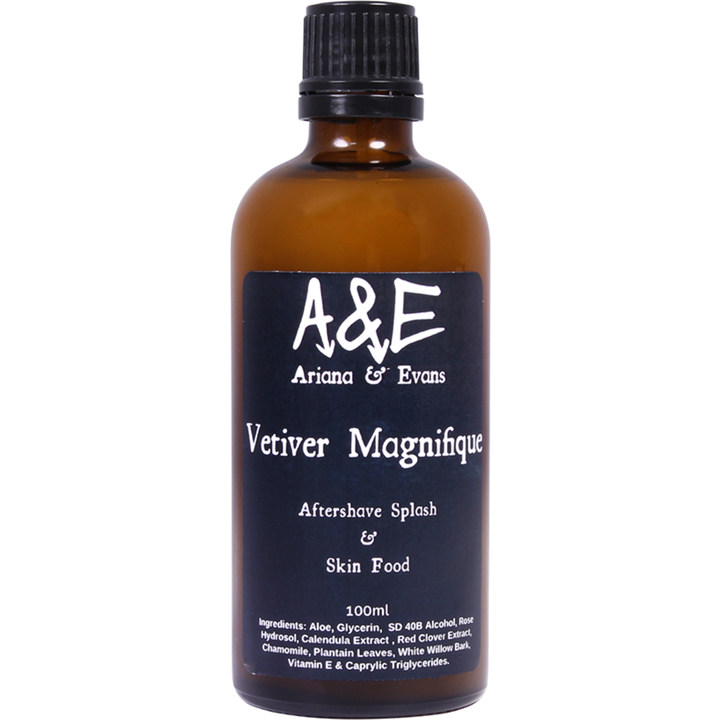 A&E
Ariana & Evans
Vetiver Magnifique
Aftershave Splash
&
Skin Food
100ml
Ingredients: Aloe, Glycerin, SD 40B Alcohol, Rose
Hydrosol, Calendula Extract , Red Clover Extract,
Chamomile, Plantain Leaves, White Willow Bark,
Vitamin E & Caprylic Triglycerides.